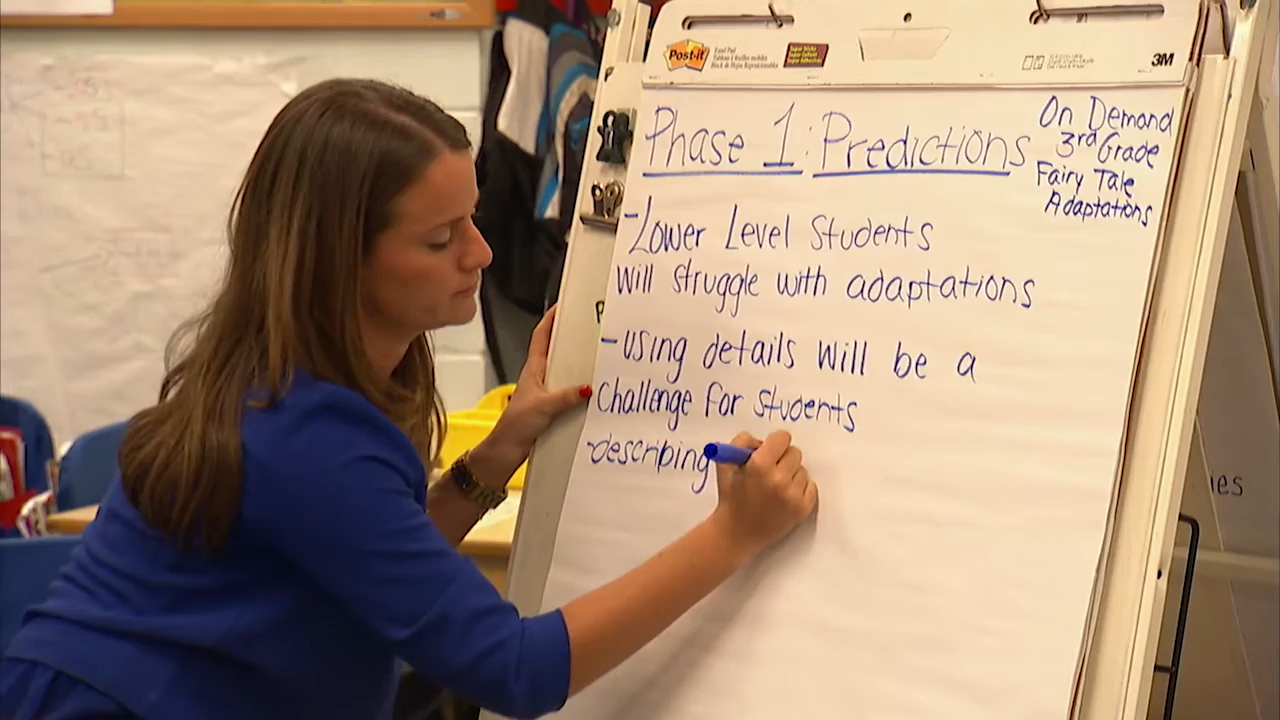 Post-it
3M
Phase 1: Predictions
On Demand
3rd Grade
Fairy Tale
Adaptations
-Lower Level Students
will struggle with adaptations
-using details will be a
challenge for students
-describing